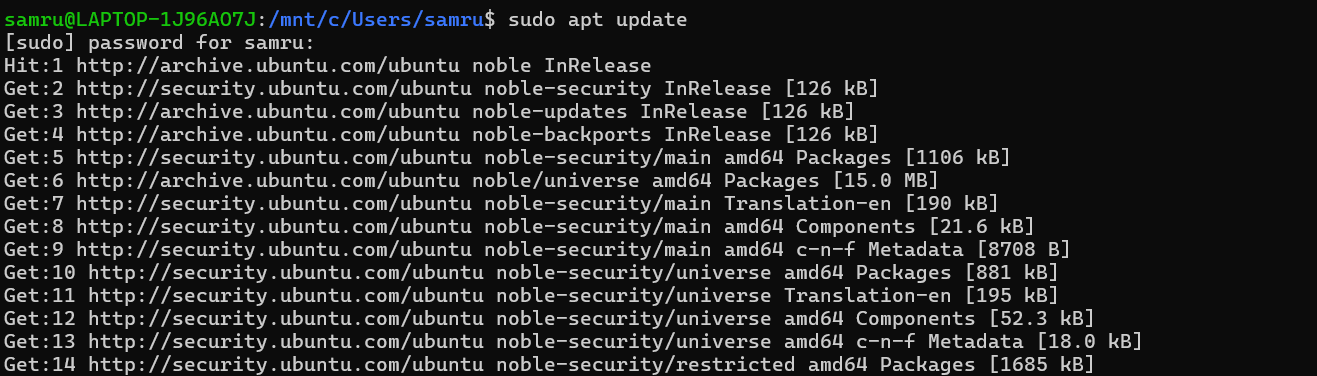 samru@LAPTOP-1J96AO7J:/mnt/c/Users/samru$ sudo apt update
[sudo] password for samru:
Hit:1 http://archive.ubuntu.com/ubuntu noble InRelease
Get:2 http://security.ubuntu.com/ubuntu noble-security InRelease [126 kB]
Get:3 http://archive.ubuntu.com/ubuntu noble-updates InRelease [126 kB]
Get:4 http://archive.ubuntu.com/ubuntu noble-backports InRelease [126 kB]
Get:5 http://security.ubuntu.com/ubuntu noble-security/main amd64 Packages [1106 kB]
Get:6 http://archive.ubuntu.com/ubuntu noble/universe amd64 Packages [15.0 MB]
Get:7 http://security.ubuntu.com/ubuntu noble-security/main Translation-en [190 kB]
Get:8 http://security.ubuntu.com/ubuntu noble-security/main amd64 Components [21.6 kB]
Get:9 http://security.ubuntu.com/ubuntu noble-security/main amd64 c-n-f Metadata [8708 B]
Get:10 http://security.ubuntu.com/ubuntu noble-security/universe amd64 Packages [881 kB]
Get:11 http://security.ubuntu.com/ubuntu noble-security/universe Translation-en [195 kB]
Get:12 http://security.ubuntu.com/ubuntu noble-security/universe amd64 Components [52.3 kB]
Get:13 http://security.ubuntu.com/ubuntu noble-security/universe amd64 c-n-f Metadata [18.0 kB]
Get:14 http://security.ubuntu.com/ubuntu noble-security/restricted amd64 Packages [1685 kB]